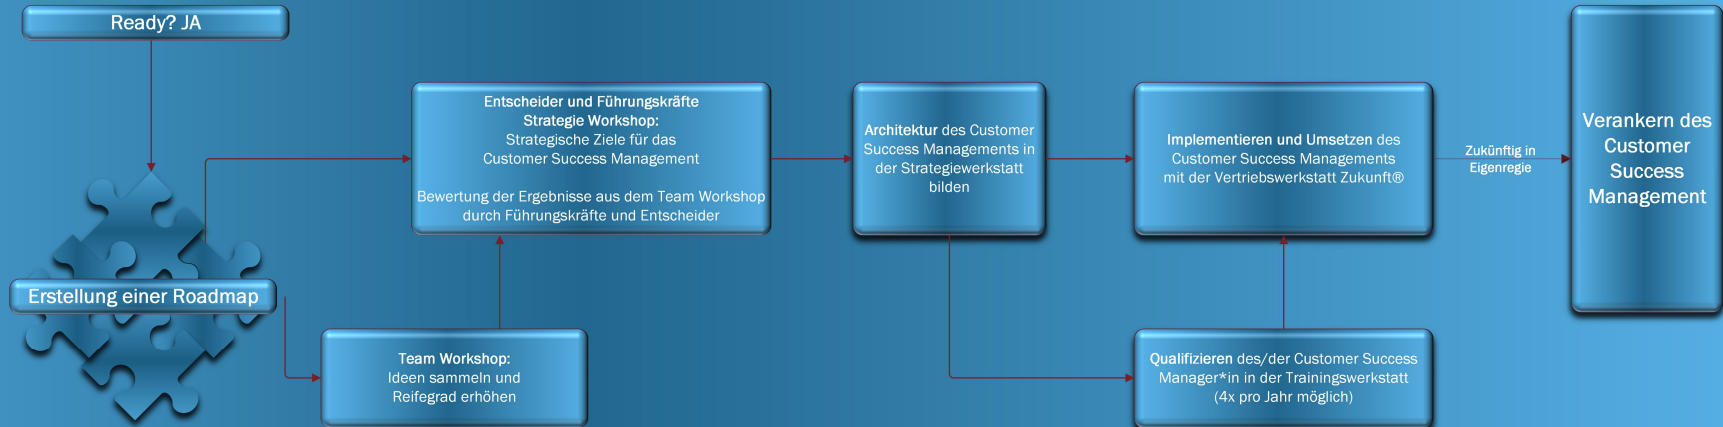 Ready? JA
Erstellung einer Roadmap
Entscheider und Führungskräfte
Strategie Workshop:
Strategische Ziele für das
Customer Success Management
Bewertung der Ergebnisse aus dem Team Workshop
durch Führungskräfte und Entscheider
Team Workshop:
Ideen sammeln und
Reifegrad erhöhen
Architektur des Customer
Success Managements in
der Strategiewerkstatt
bilden
Implementieren und Umsetzen des
Customer Success Managements
mit der Vertriebswerkstatt Zukunft®
Qualifizieren des/der Customer Success
Manager*in in der Trainingswerkstatt
(4x pro Jahr möglich)
Zukünftig in
Eigenregie
Verankern des
Customer
Success
Management